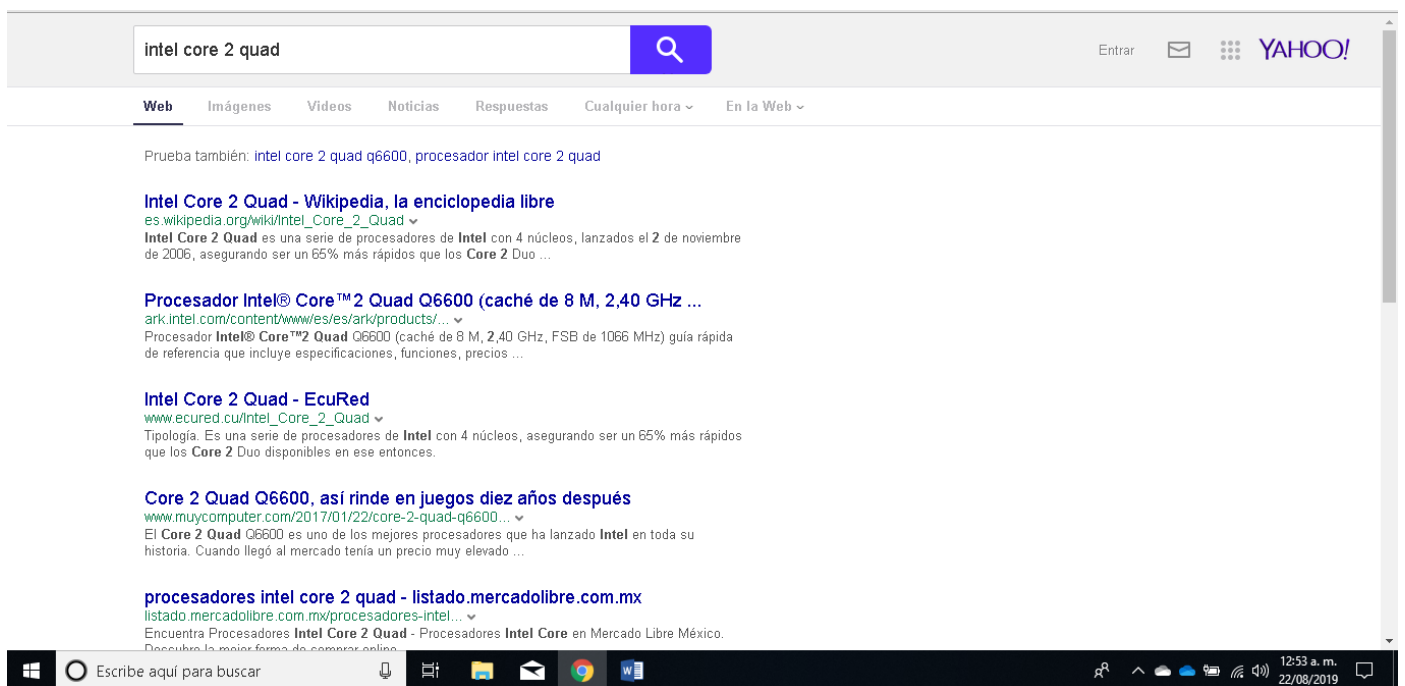 intel core 2 quad
Entrar
YAHOO!
Web Imágenes Videos Noticias Respuestas Cualquier hora En la Web
Prueba también: intel core 2 quad q6600, procesador intel core 2 quad
Intel Core 2 Quad - Wikipedia, la enciclopedia libre
es.wikipedia.org/wiki/Intel_Core_2_Quad
Intel Core 2 Quad es una serie de procesadores de Intel con 4 núcleos, lanzados el 2 de noviembre
de 2006, asegurando ser un 65% más rápidos que los Core 2 Duo ...
Procesador Intel® Core™2 Quad Q6600 (caché de 8 M, 2,40 GHz ...
ark.intel.com/content/www/es/es/ark/products/...
Procesador Intel® Core™2 Quad Q6600 (caché de 8 M, 2,40 GHz, FSB de 1066 MHz) guía rápida
de referencia que incluye especificaciones, funciones, precios ...
Intel Core 2 Quad - EcuRed
www.ecured.cu/Intel_Core_2_Quad
Tipología. Es una serie de procesadores de Intel con 4 núcleos, asegurando ser un 65% más rápidos
que los Core 2 Duo disponibles en ese entonces.
Core 2 Quad Q6600, así rinde en juegos diez años después
www.muycomputer.com/2017/01/22/core-2-quad-q6600...
El Core 2 Quad Q6600 es uno de los mejores procesadores que ha lanzado Intel en toda su
historia. Cuando llegó al mercado tenía un precio muy elevado ...
procesadores intel core 2 quad - listado.mercadolibre.com.mx
listado.mercadolibre.com.mx/procesadores-intel...
Encuentra Procesadores Intel Core 2 Quad - Procesadores Intel Core en Mercado Libre México.
Descubre la mejor forma de comprar online.
Escribe aquí para buscar
12:53 a. m.
22/08/2019